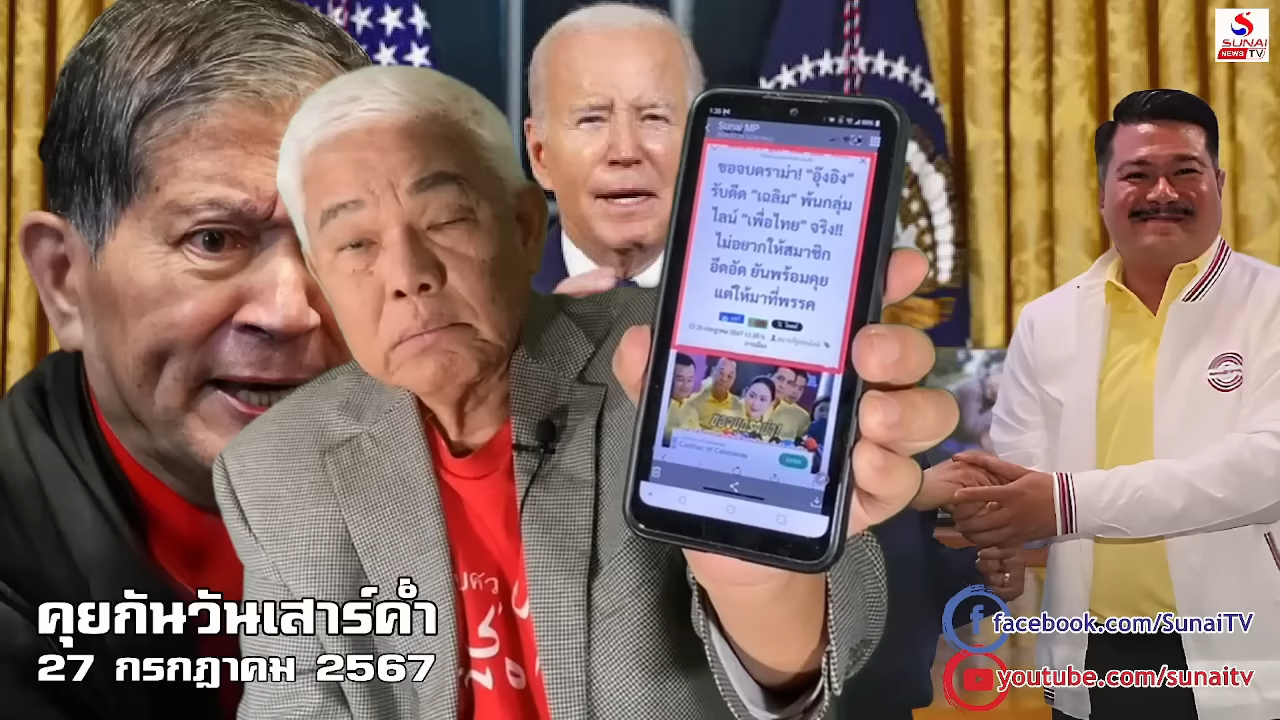 SUNAI
NEWS TV
Sunai MP
ขอจบดราม่า! "อุ๊งอิง"
รับดีด "เฉลิม" พ้นกลุ่ม
ไลน์ "เพื่อไทย" จริง!!
ไม่อยากให้สมาชิก
อึดอัด ยันพร้อมคุย
แต่ให้มาที่พรรค
คุยกันวันเสาร์ค่ำ
27 กรกฎาคม 2567
facebook.com/SunaiTV
youtube.com/sunaitv